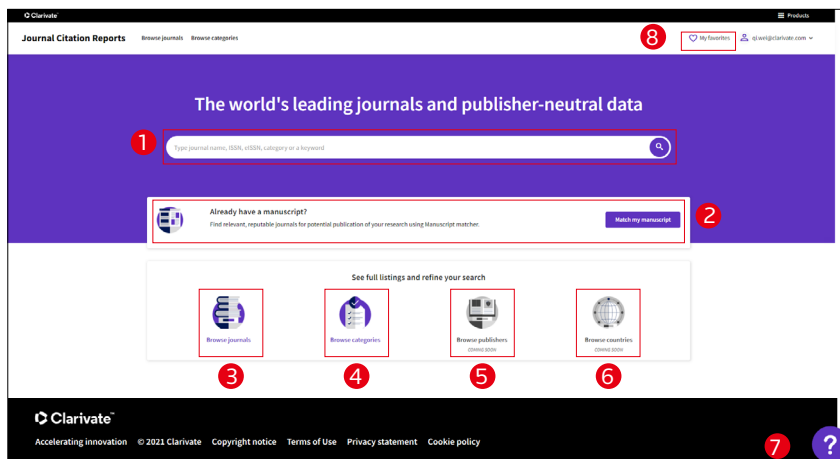 Clarivate™
Products
Journal Citation Reports Browse journals Browse categories
8 My favorites qi.wei@clarivate.com
The world's leading journals and publisher-neutral data
1 Type journal name, ISSN, eISSN, category or a keyword
Already have a manuscript?
Find relevant, reputable journals for potential publication of your research using Manuscript matcher.
Match my manuscript 2
See full listings and refine your search
Browse journals Browse categories Browse publishers Browse countries
COMING SOON COMING SOON
3 4 5 6
Clarivate™
Accelerating innovation © 2021 Clarivate Copyright notice Terms of Use Privacy statement Cookie policy
7 ?